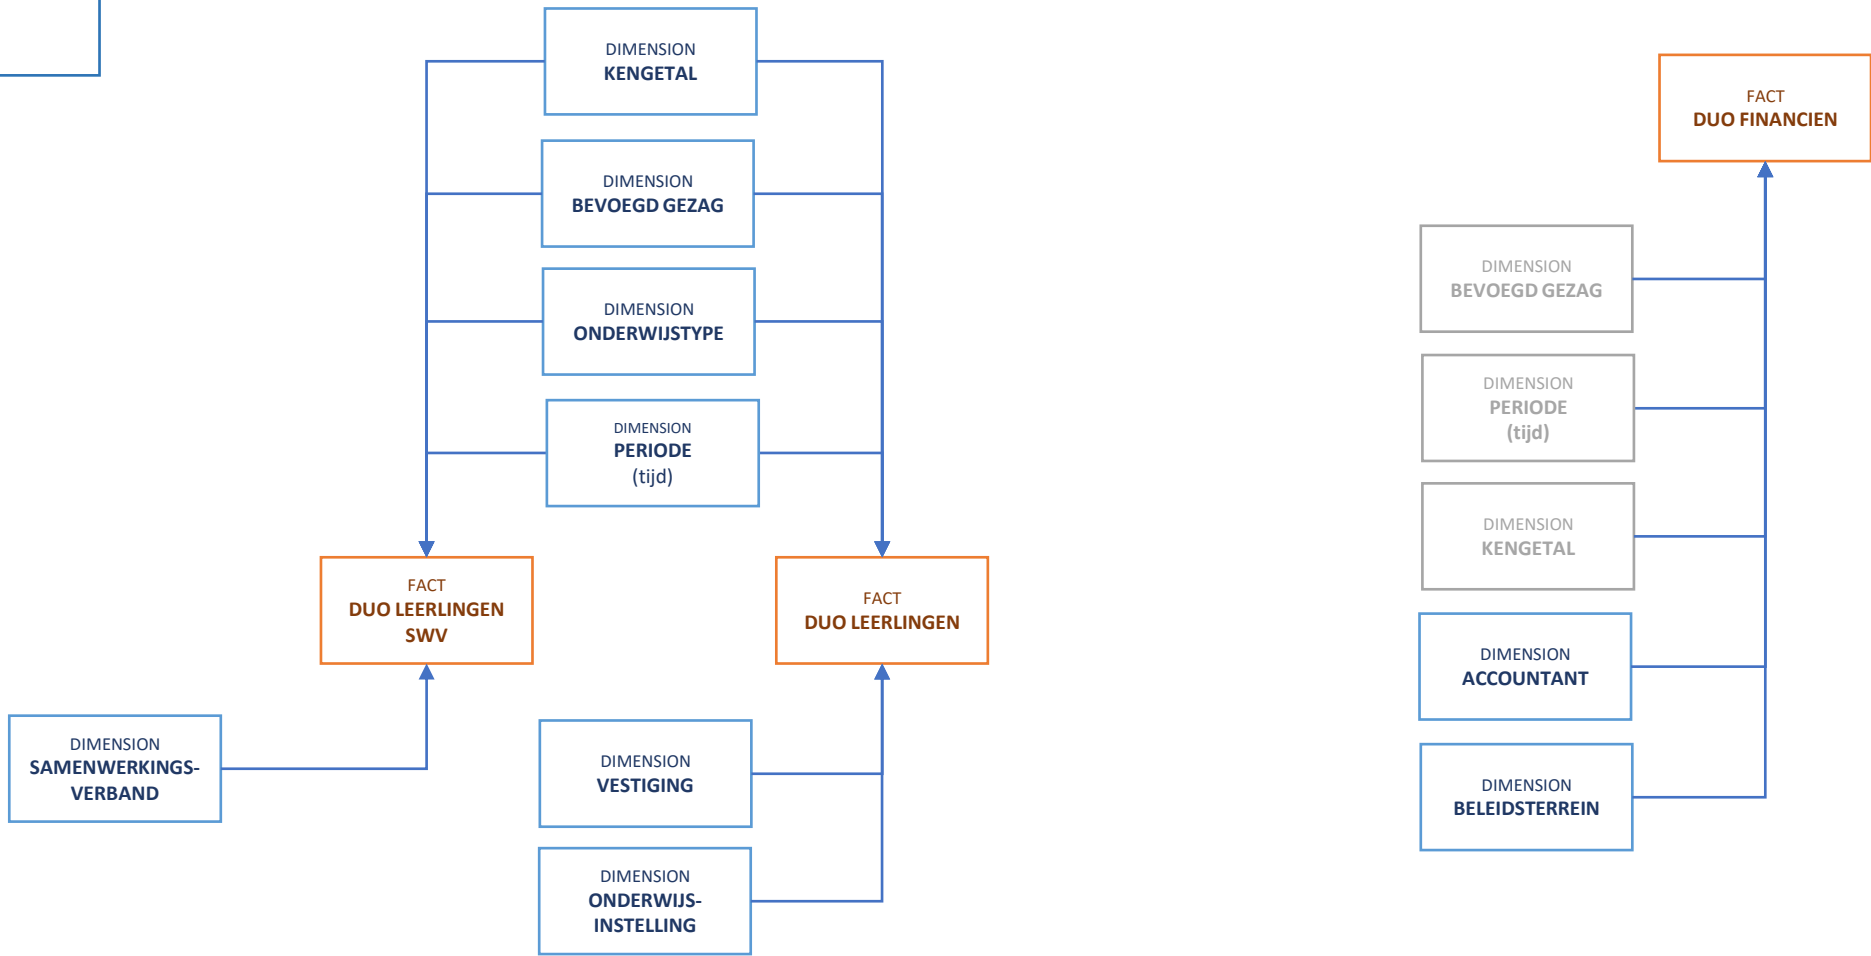 DIMENSION
KENGETAL
DIMENSION
BEVOEGD GEZAG
DIMENSION
ONDERWIJSTYPE
DIMENSION
PERIODE
(tijd)
FACT
DUO LEERLINGEN
SWV
FACT
DUO LEERLINGEN
DIMENSION
SAMENWERKINGS-
VERBAND
DIMENSION
VESTIGING
DIMENSION
ONDERWIJS-
INSTELLING
FACT
DUO FINANCIEN
DIMENSION
BEVOEGD GEZAG
DIMENSION
PERIODE
(tijd)
DIMENSION
KENGETAL
DIMENSION
ACCOUNTANT
DIMENSION
BELEIDSTERREIN